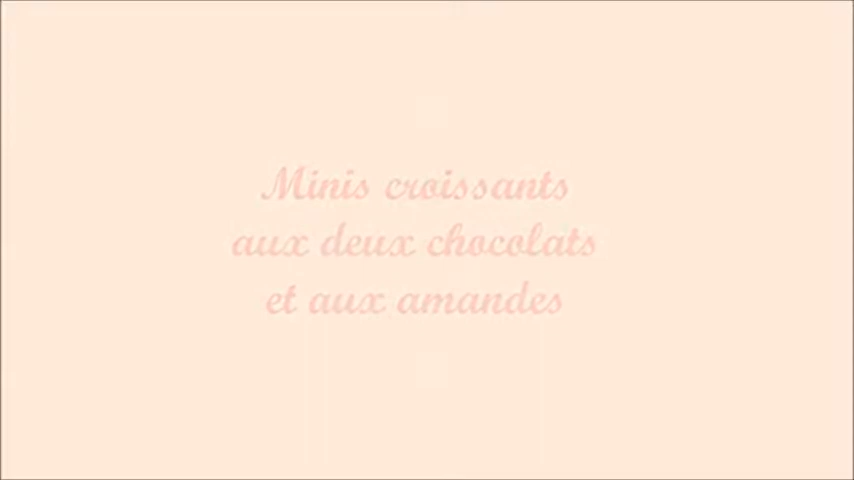 Minis croissants
aux deux chocolats
et aux amandes